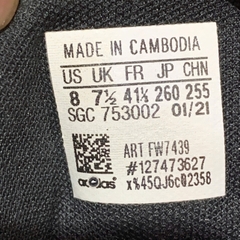 MADE IN CAMBODIA
US UK FR JP CHN
8 7½ 41⅓ 260 255
SGC 753002 01/21
ART FW7439
#127473627
adidas